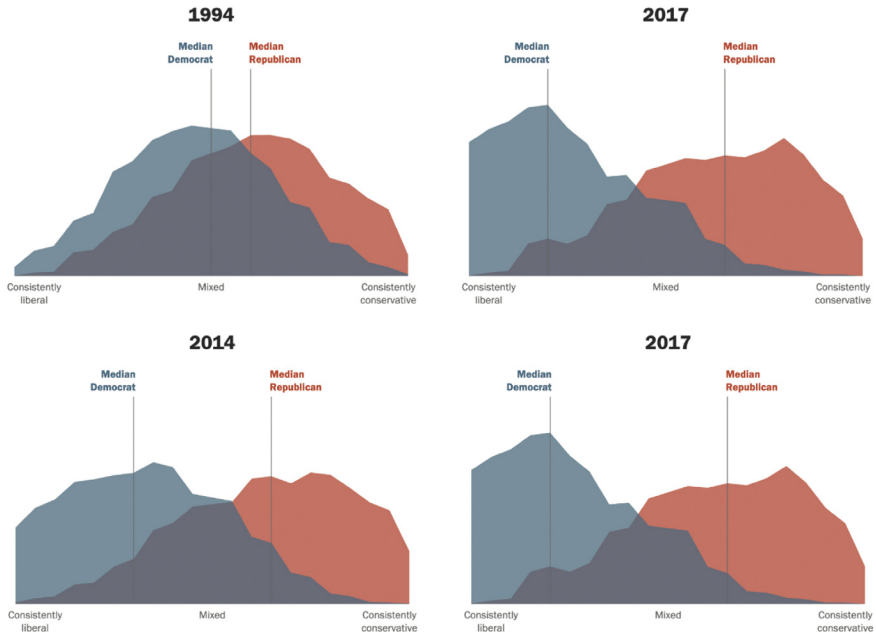 1994
Median
Democrat
Median
Republican
Consistently
liberal
Mixed
Consistently
conservative
2017
Median
Democrat
Median
Republican
Consistently
liberal
Mixed
Consistently
conservative
2014
Median
Democrat
Median
Republican
Consistently
liberal
Mixed
Consistently
conservative
2017
Median
Democrat
Median
Republican
Consistently
liberal
Mixed
Consistently
conservative